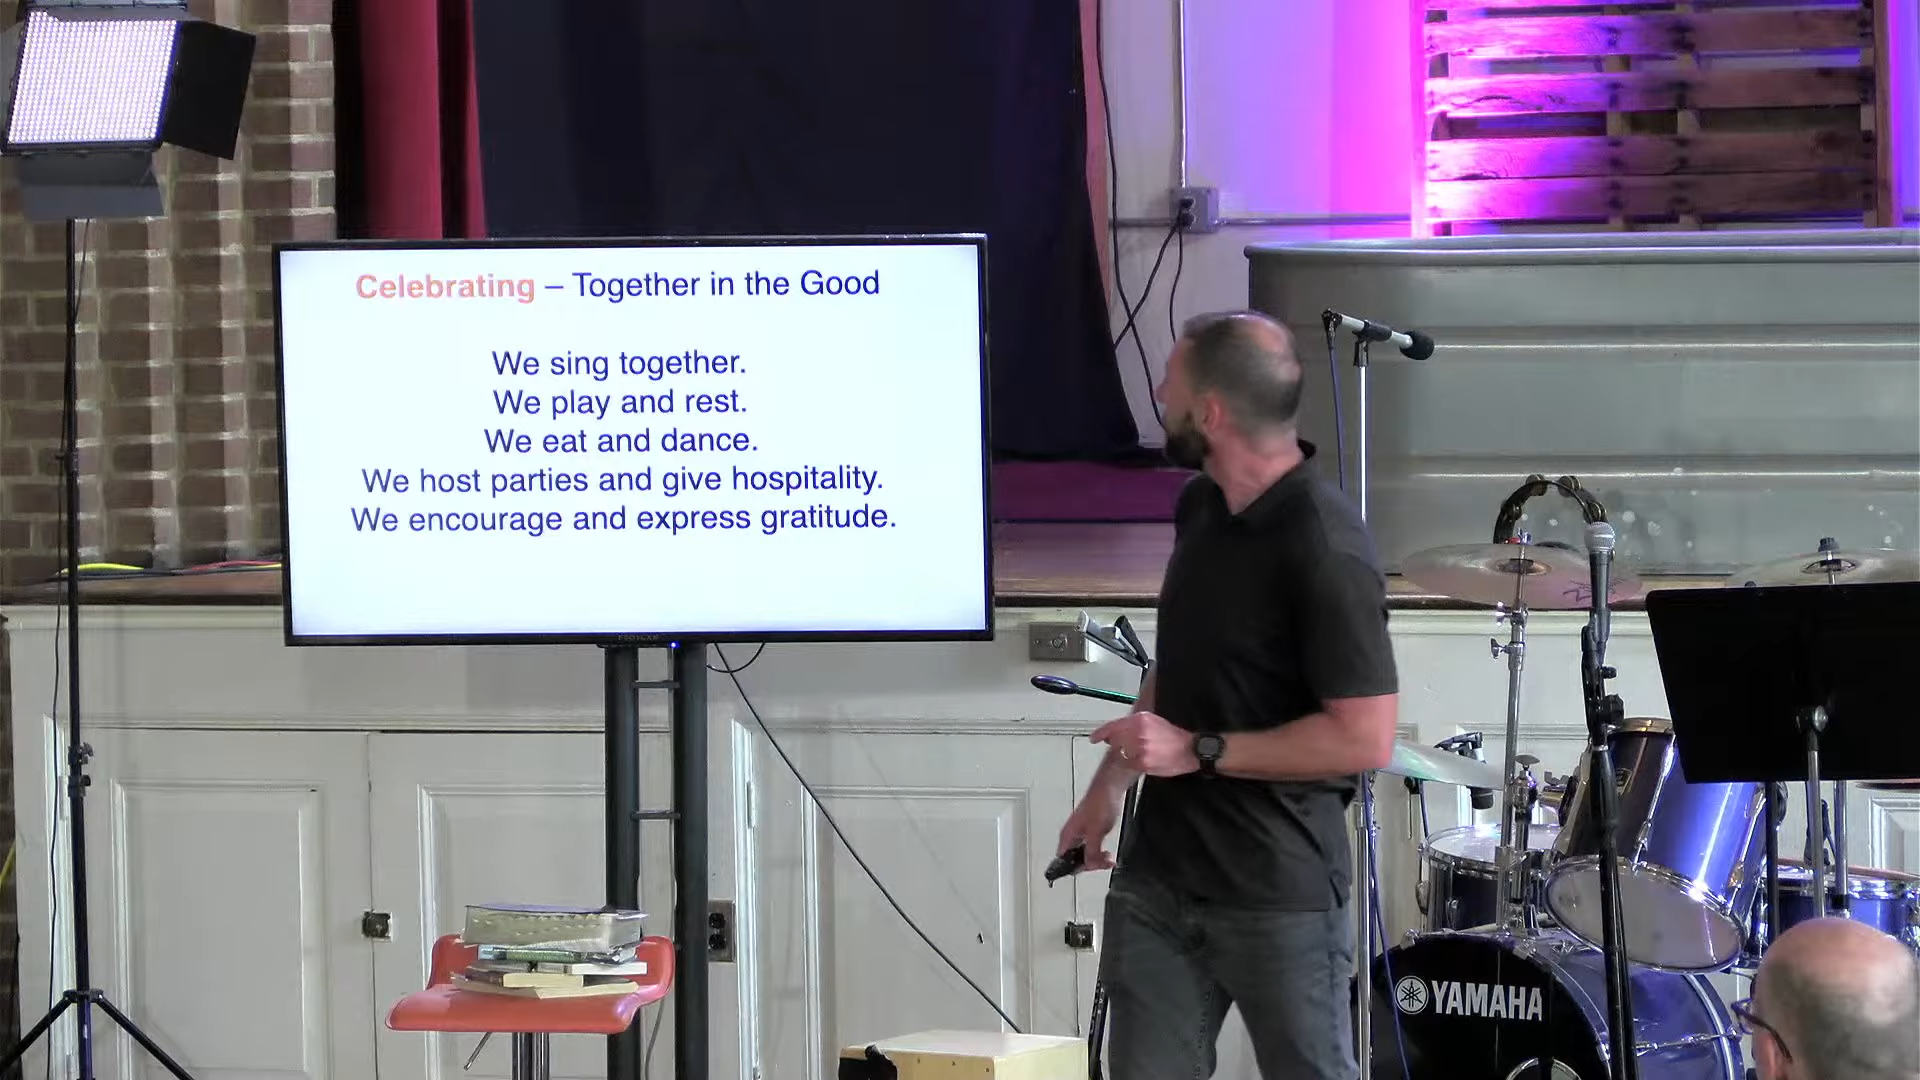 Celebrating – Together in the Good
We sing together.
We play and rest.
We eat and dance.
We host parties and give hospitality.
We encourage and express gratitude.
YAMAHA